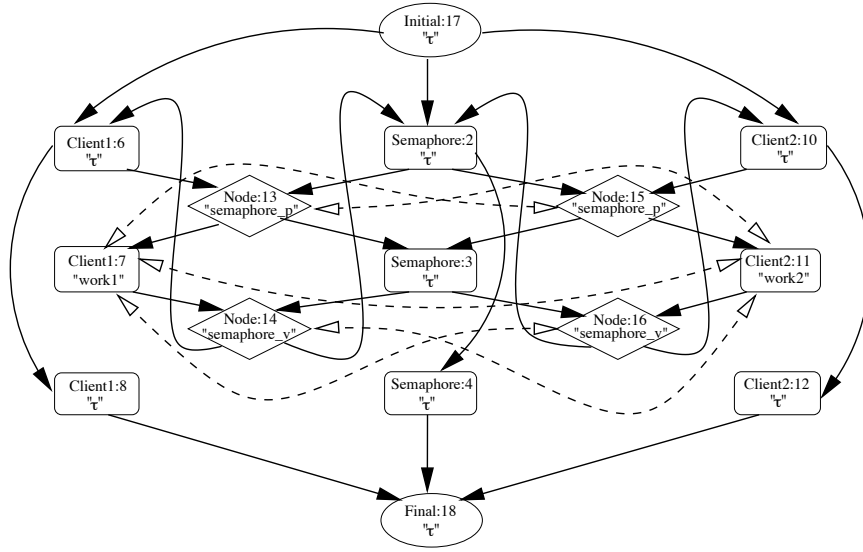 Initial:17
"τ"
Client1:6
"τ"
Semaphore:2
"τ"
Client2:10
"τ"
Node:13
"semaphore_p"
Node:15
"semaphore_p"
Client1:7
"work1"
Semaphore:3
"τ"
Client2:11
"work2"
Node:14
"semaphore_v"
Node:16
"semaphore_v"
Client1:8
"τ"
Semaphore:4
"τ"
Client2:12
"τ"
Final:18
"τ"